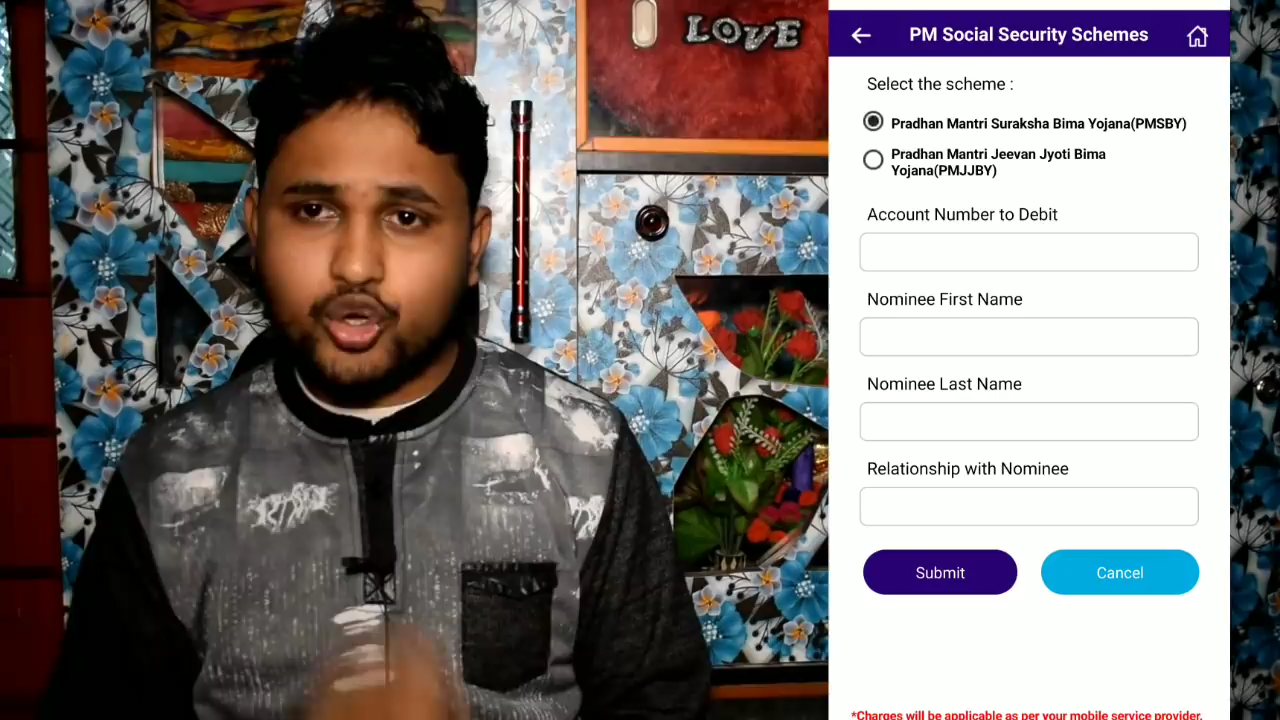 LOVE
PM Social Security Schemes
Select the scheme :
Pradhan Mantri Suraksha Bima Yojana(PMSBY)
Pradhan Mantri Jeevan Jyoti Bima
Yojana(PMJJBY)
Account Number to Debit
Nominee First Name
Nominee Last Name
Relationship with Nominee
Submit
Cancel
*Charges will be applicable as per your mobile service provider.